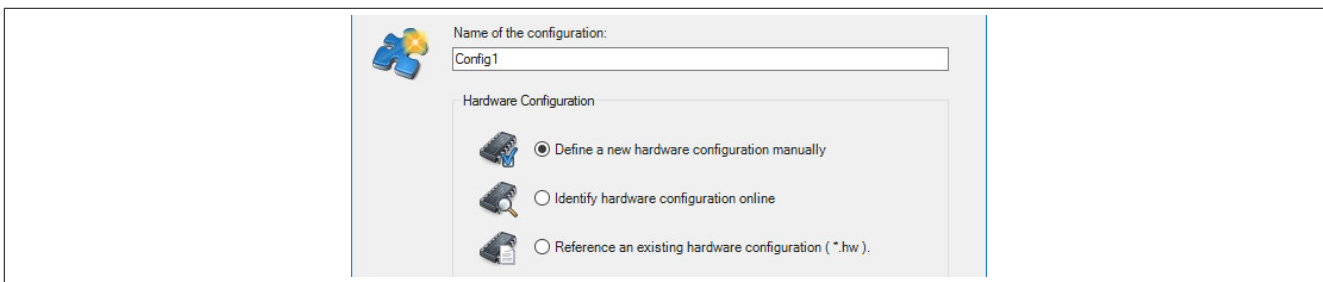 Name of the configuration:
Config1
Hardware Configuration
Define a new hardware configuration manually
Identify hardware configuration online
Reference an existing hardware configuration ( *.hw ).